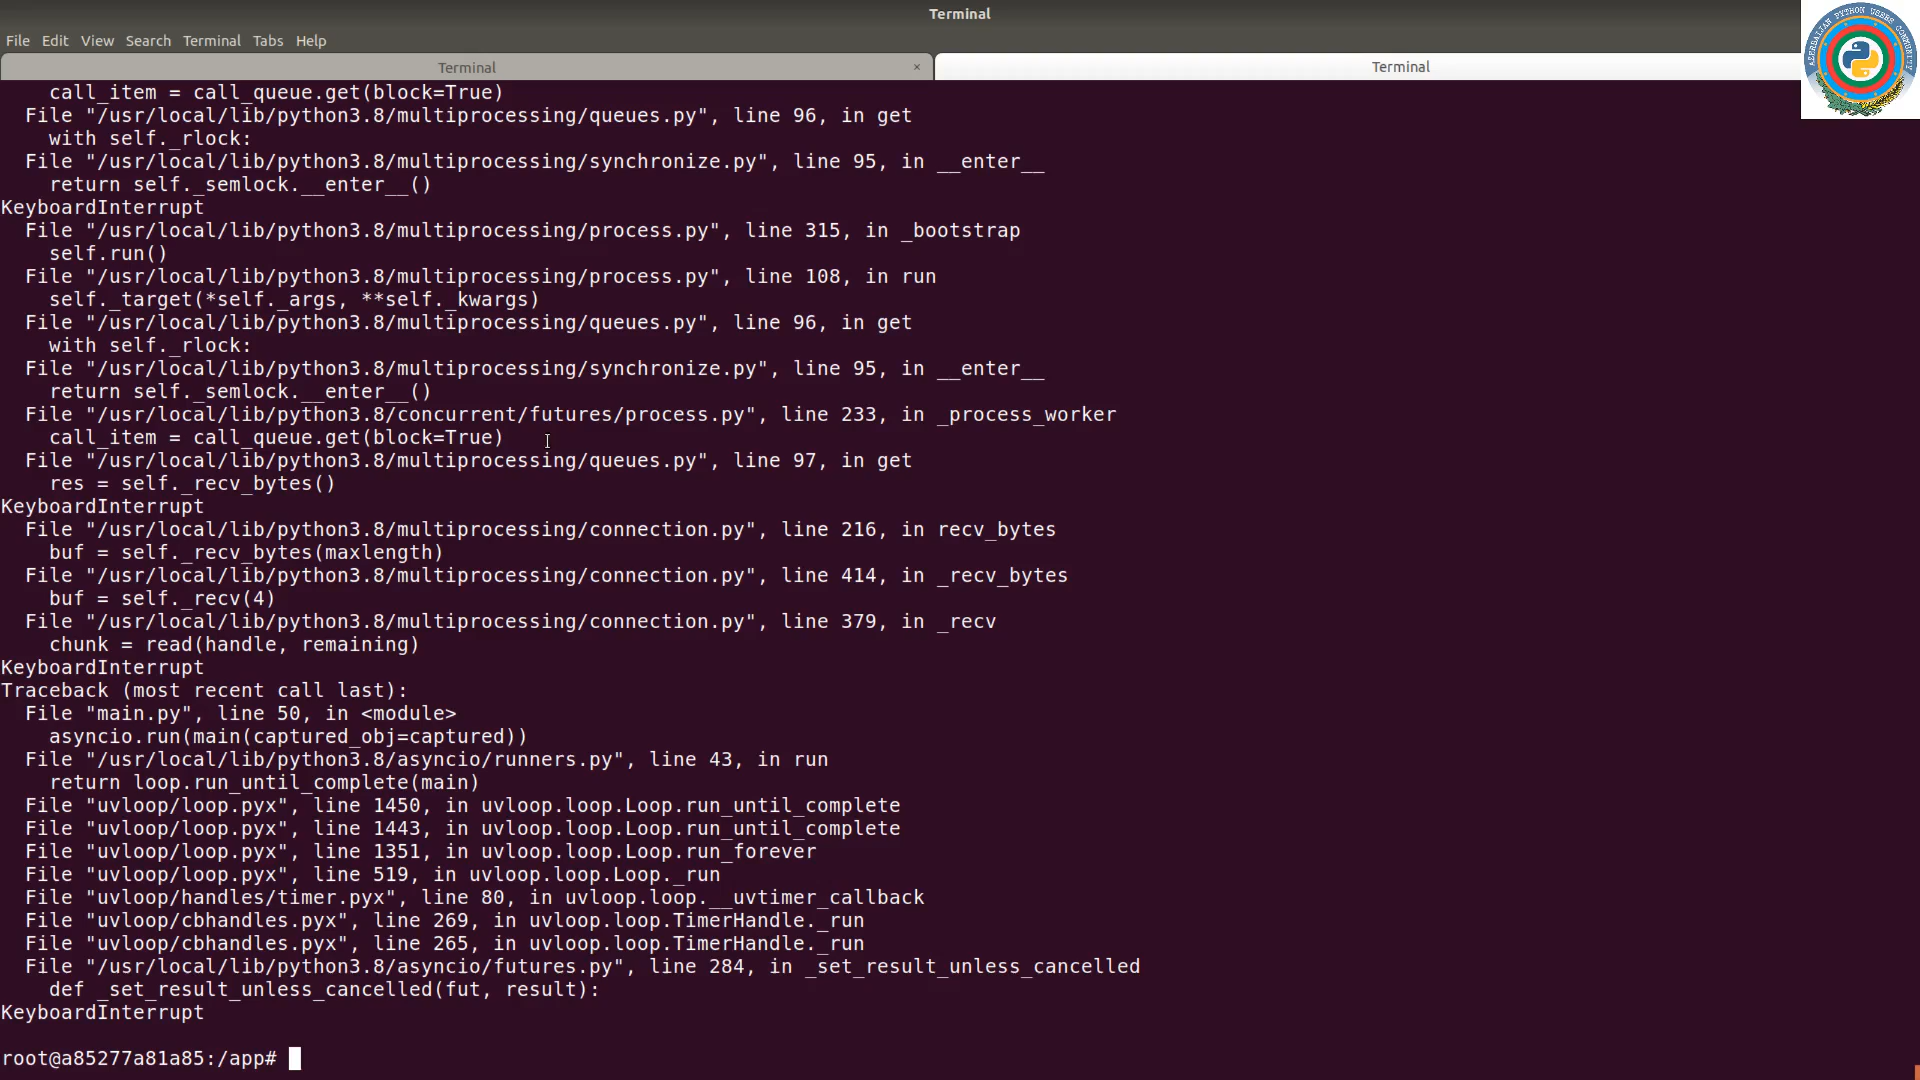 Terminal
File Edit View Search Terminal Tabs Help
Terminal × Terminal
AZERBAIJAN PYTHON USERS COMMUNITY
    call_item = call_queue.get(block=True)
  File "/usr/local/lib/python3.8/multiprocessing/queues.py", line 96, in get
    with self._rlock:
  File "/usr/local/lib/python3.8/multiprocessing/synchronize.py", line 95, in __enter__
    return self._semlock.__enter__()
KeyboardInterrupt
  File "/usr/local/lib/python3.8/multiprocessing/process.py", line 315, in _bootstrap
    self.run()
  File "/usr/local/lib/python3.8/multiprocessing/process.py", line 108, in run
    self._target(*self._args, **self._kwargs)
  File "/usr/local/lib/python3.8/multiprocessing/queues.py", line 96, in get
    with self._rlock:
  File "/usr/local/lib/python3.8/multiprocessing/synchronize.py", line 95, in __enter__
    return self._semlock.__enter__()
  File "/usr/local/lib/python3.8/concurrent/futures/process.py", line 233, in _process_worker
    call_item = call_queue.get(block=True)
  File "/usr/local/lib/python3.8/multiprocessing/queues.py", line 97, in get
    res = self._recv_bytes()
KeyboardInterrupt
  File "/usr/local/lib/python3.8/multiprocessing/connection.py", line 216, in recv_bytes
    buf = self._recv_bytes(maxlength)
  File "/usr/local/lib/python3.8/multiprocessing/connection.py", line 414, in _recv_bytes
    buf = self._recv(4)
  File "/usr/local/lib/python3.8/multiprocessing/connection.py", line 379, in _recv
    chunk = read(handle, remaining)
KeyboardInterrupt
Traceback (most recent call last):
  File "main.py", line 50, in <module>
    asyncio.run(main(captured_obj=captured))
  File "/usr/local/lib/python3.8/asyncio/runners.py", line 43, in run
    return loop.run_until_complete(main)
  File "uvloop/loop.pyx", line 1450, in uvloop.loop.Loop.run_until_complete
  File "uvloop/loop.pyx", line 1443, in uvloop.loop.Loop.run_until_complete
  File "uvloop/loop.pyx", line 1351, in uvloop.loop.Loop.run_forever
  File "uvloop/loop.pyx", line 519, in uvloop.loop.Loop._run
  File "uvloop/handles/timer.pyx", line 80, in uvloop.loop.__uvtimer_callback
  File "uvloop/cbhandles.pyx", line 269, in uvloop.loop.TimerHandle._run
  File "uvloop/cbhandles.pyx", line 265, in uvloop.loop.TimerHandle._run
  File "/usr/local/lib/python3.8/asyncio/futures.py", line 284, in _set_result_unless_cancelled
    def _set_result_unless_cancelled(fut, result):
KeyboardInterrupt
root@a85277a81a85:/app#